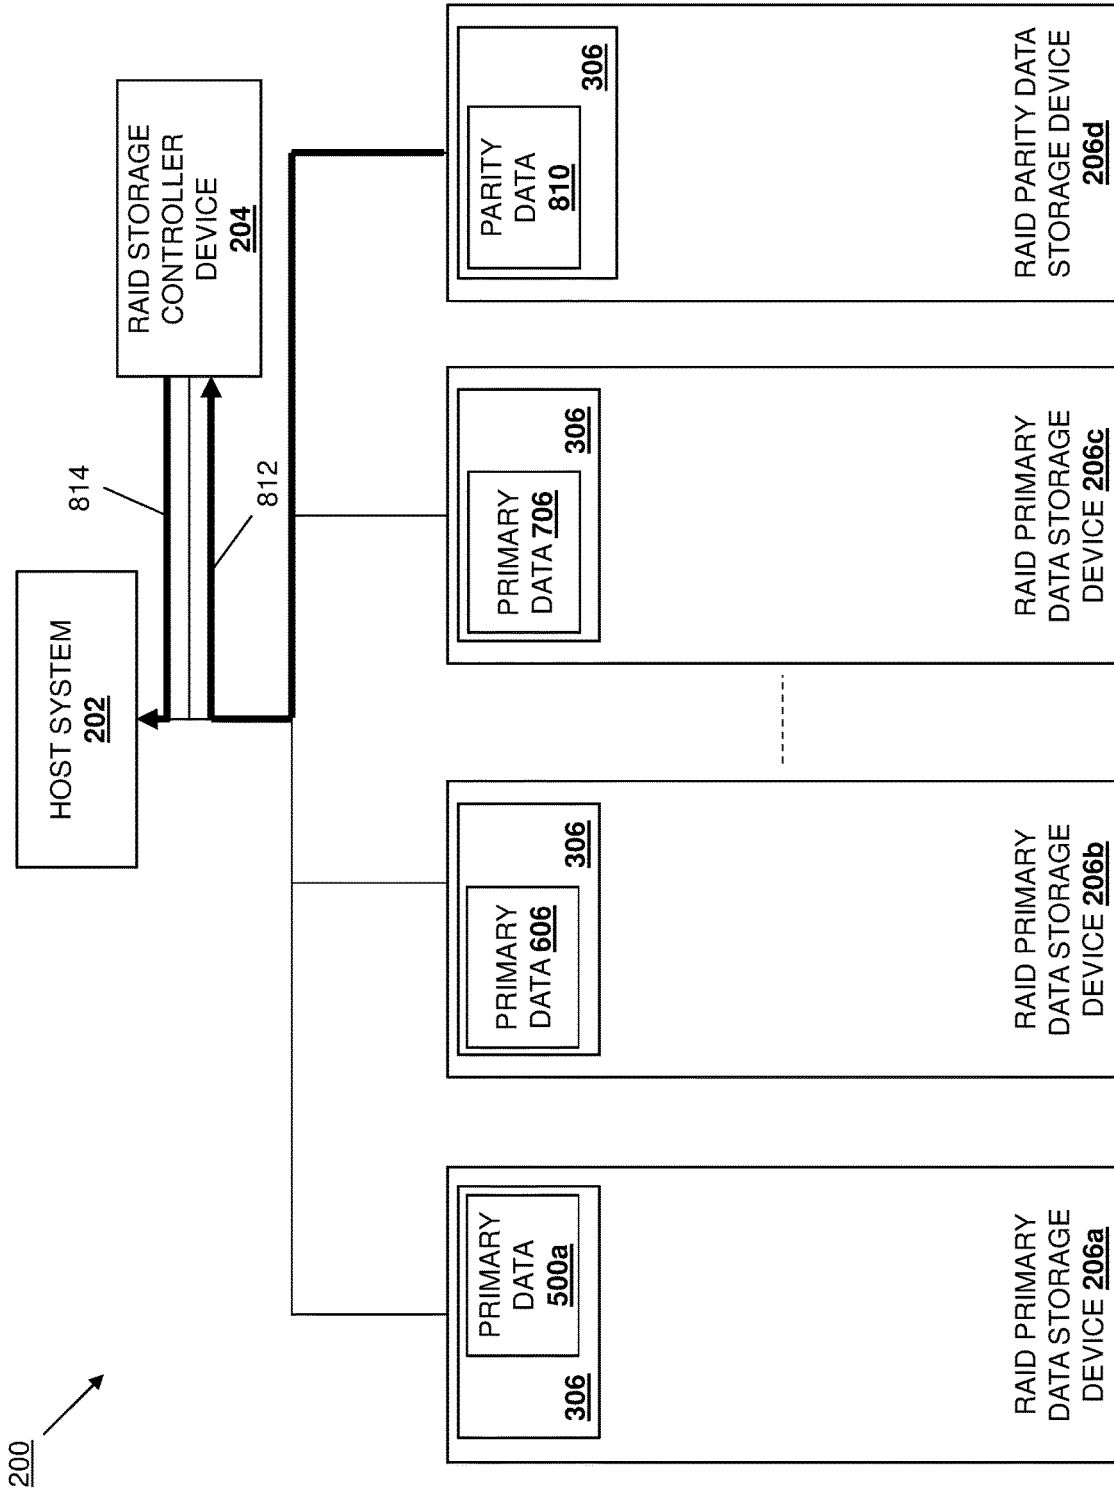 200
HOST SYSTEM
202
814
812
RAID STORAGE
CONTROLLER
DEVICE
204
PRIMARY
DATA
500a
306
RAID PRIMARY
DATA STORAGE
DEVICE 206a
PRIMARY
DATA 606
306
RAID PRIMARY
DATA STORAGE
DEVICE 206b
PRIMARY
DATA 706
306
RAID PRIMARY
DATA STORAGE
DEVICE 206c
PARITY
DATA
810
306
RAID PARITY DATA
STORAGE DEVICE
206d